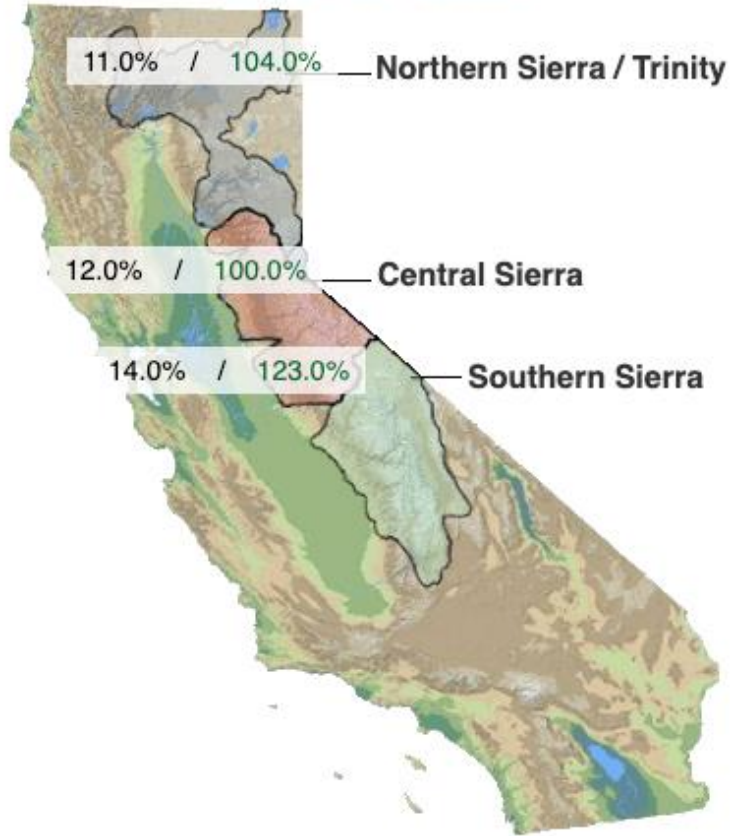 11.0% / 104.0% Northern Sierra / Trinity
12.0% / 100.0% Central Sierra
14.0% / 123.0% Southern Sierra